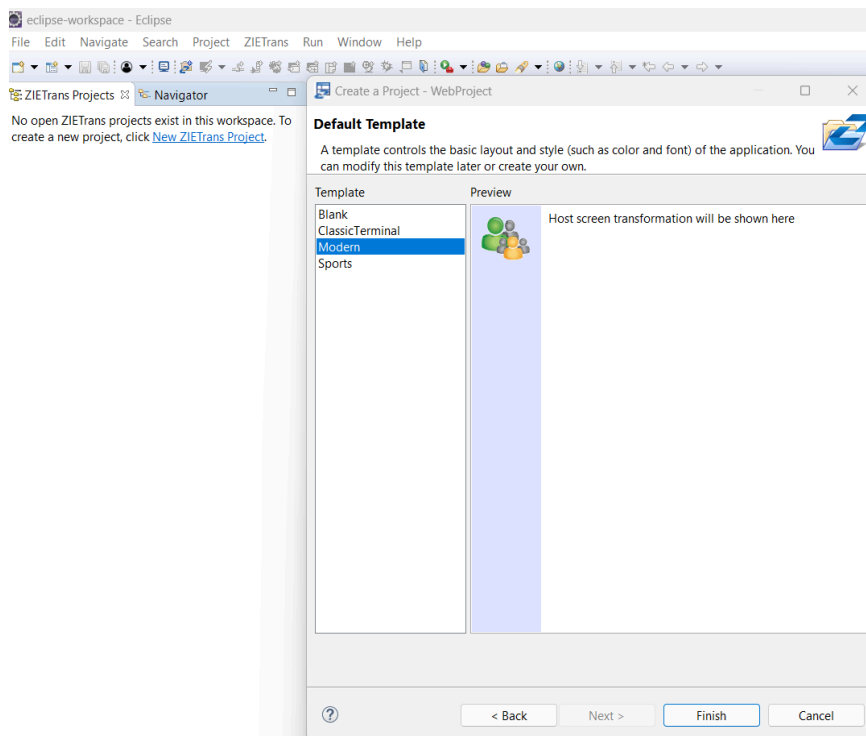 eclipse-workspace - Eclipse
File Edit Navigate Search Project ZIETrans Run Window Help
ZIETrans Projects Navigator
No open ZIETrans projects exist in this workspace. To
create a new project, click New ZIETrans Project.
Create a Project - WebProject
Default Template
A template controls the basic layout and style (such as color and font) of the application. You
can modify this template later or create your own.
Template
Blank
ClassicTerminal
Modern
Sports
Preview
Host screen transformation will be shown here
< Back Next > Finish Cancel